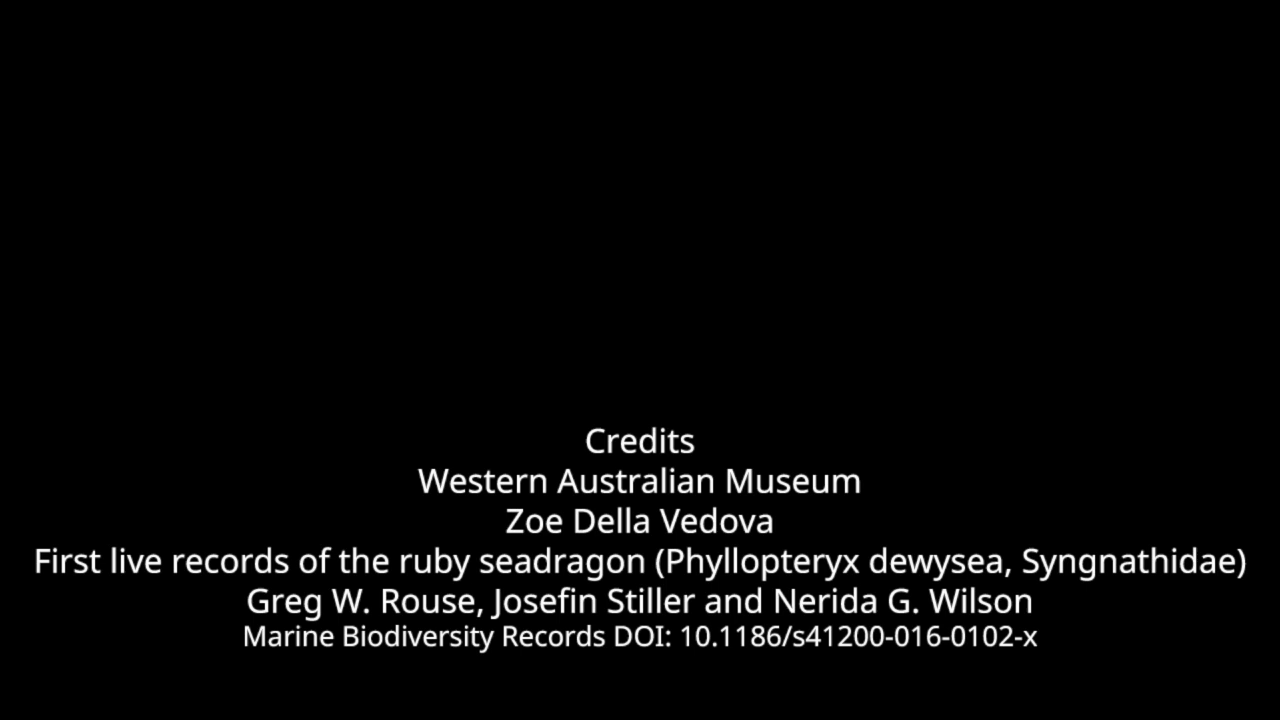 Credits
Western Australian Museum
Zoe Della Vedova
First live records of the ruby seadragon (Phyllopteryx dewysea, Syngnathidae)
Greg W. Rouse, Josefin Stiller and Nerida G. Wilson
Marine Biodiversity Records DOI: 10.1186/s41200-016-0102-x